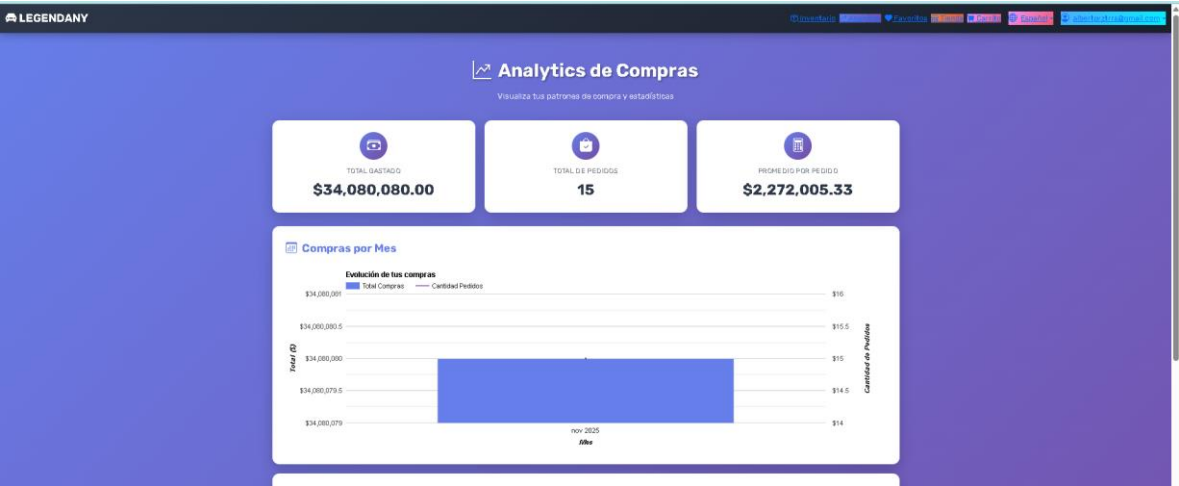 LEGENDANY
Inventario
Favoritos
Carrito
Español
Analytics de Compras
Visualiza tus patrones de compra y estadísticas
TOTAL GASTADO
$34,080,080.00
TOTAL DE PEDIDOS
15
PROMEDIO POR PEDIDO
$2,272,005.33
Compras por Mes
Evolución de tus compras
Total Compras
Cantidad Pedidos
$34,080,081
$34,080,080.5
$34,080,080
$34,080,079.5
$34,080,079
Total ($)
$16
$15.5
$15
$14.5
$14
Cantidad de Pedidos
nov 2025
Mes